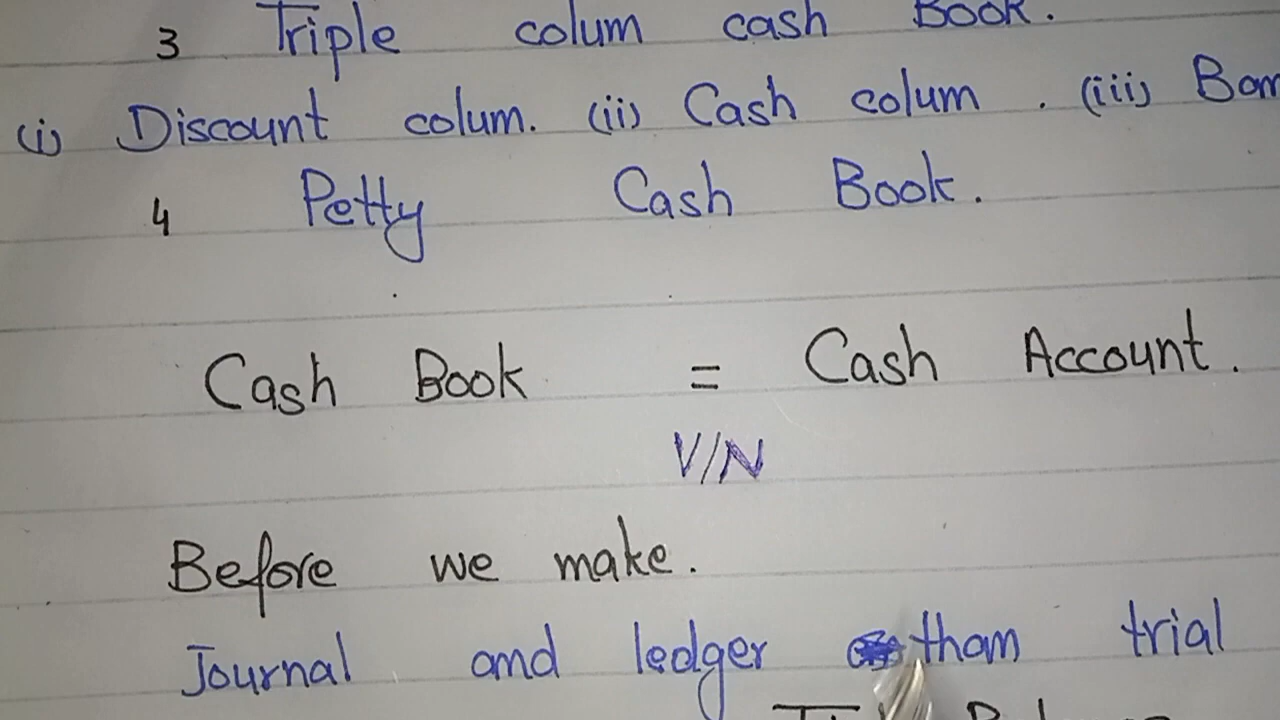 3 Triple colum cash Book.
(i) Discount colum. (ii) Cash colum. (iii)
4 Petty Cash Book.
Cash Book = Cash Account.
V/N
Before we make.
Journal and ledger than trial